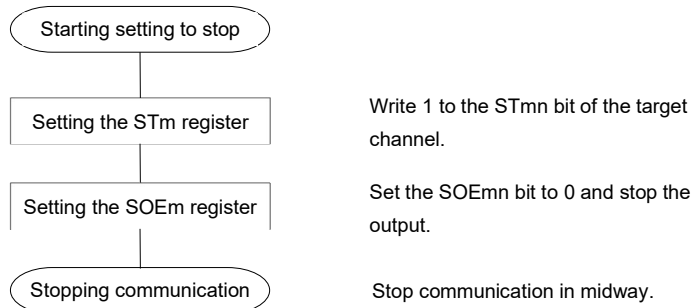 Starting setting to stop
Setting the STm register
Write 1 to the STmn bit of the target
channel.
Setting the SOEm register
Set the SOEmn bit to 0 and stop the
output.
Stopping communication
Stop communication in midway.